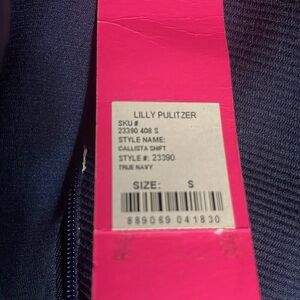 LILLY PULITZER
SKU #
23390 408 S
STYLE NAME:
CALLISTA SHIFT
STYLE #: 23390
TRUE NAVY
SIZE: S
889069 041830